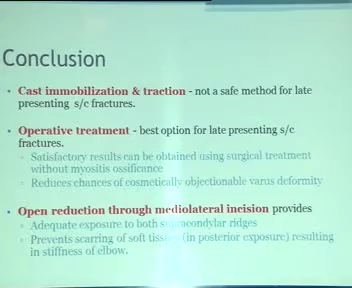 Conclusion
• Cast immobilization & traction - not a safe method for late
presenting s/c fractures.
• Operative treatment - best option for late presenting s/c
fractures.
▫ Satisfactory results can be obtained using surgical treatment
without myositis ossificance
▫ Reduces chances of cosmetically objectionable varus deformity
• Open reduction through mediolateral incision provides
▫ Adequate exposure to both supracondylar ridges
▫ Prevents scarring of soft tissues (in posterior exposure) resulting
in stiffness of elbow.